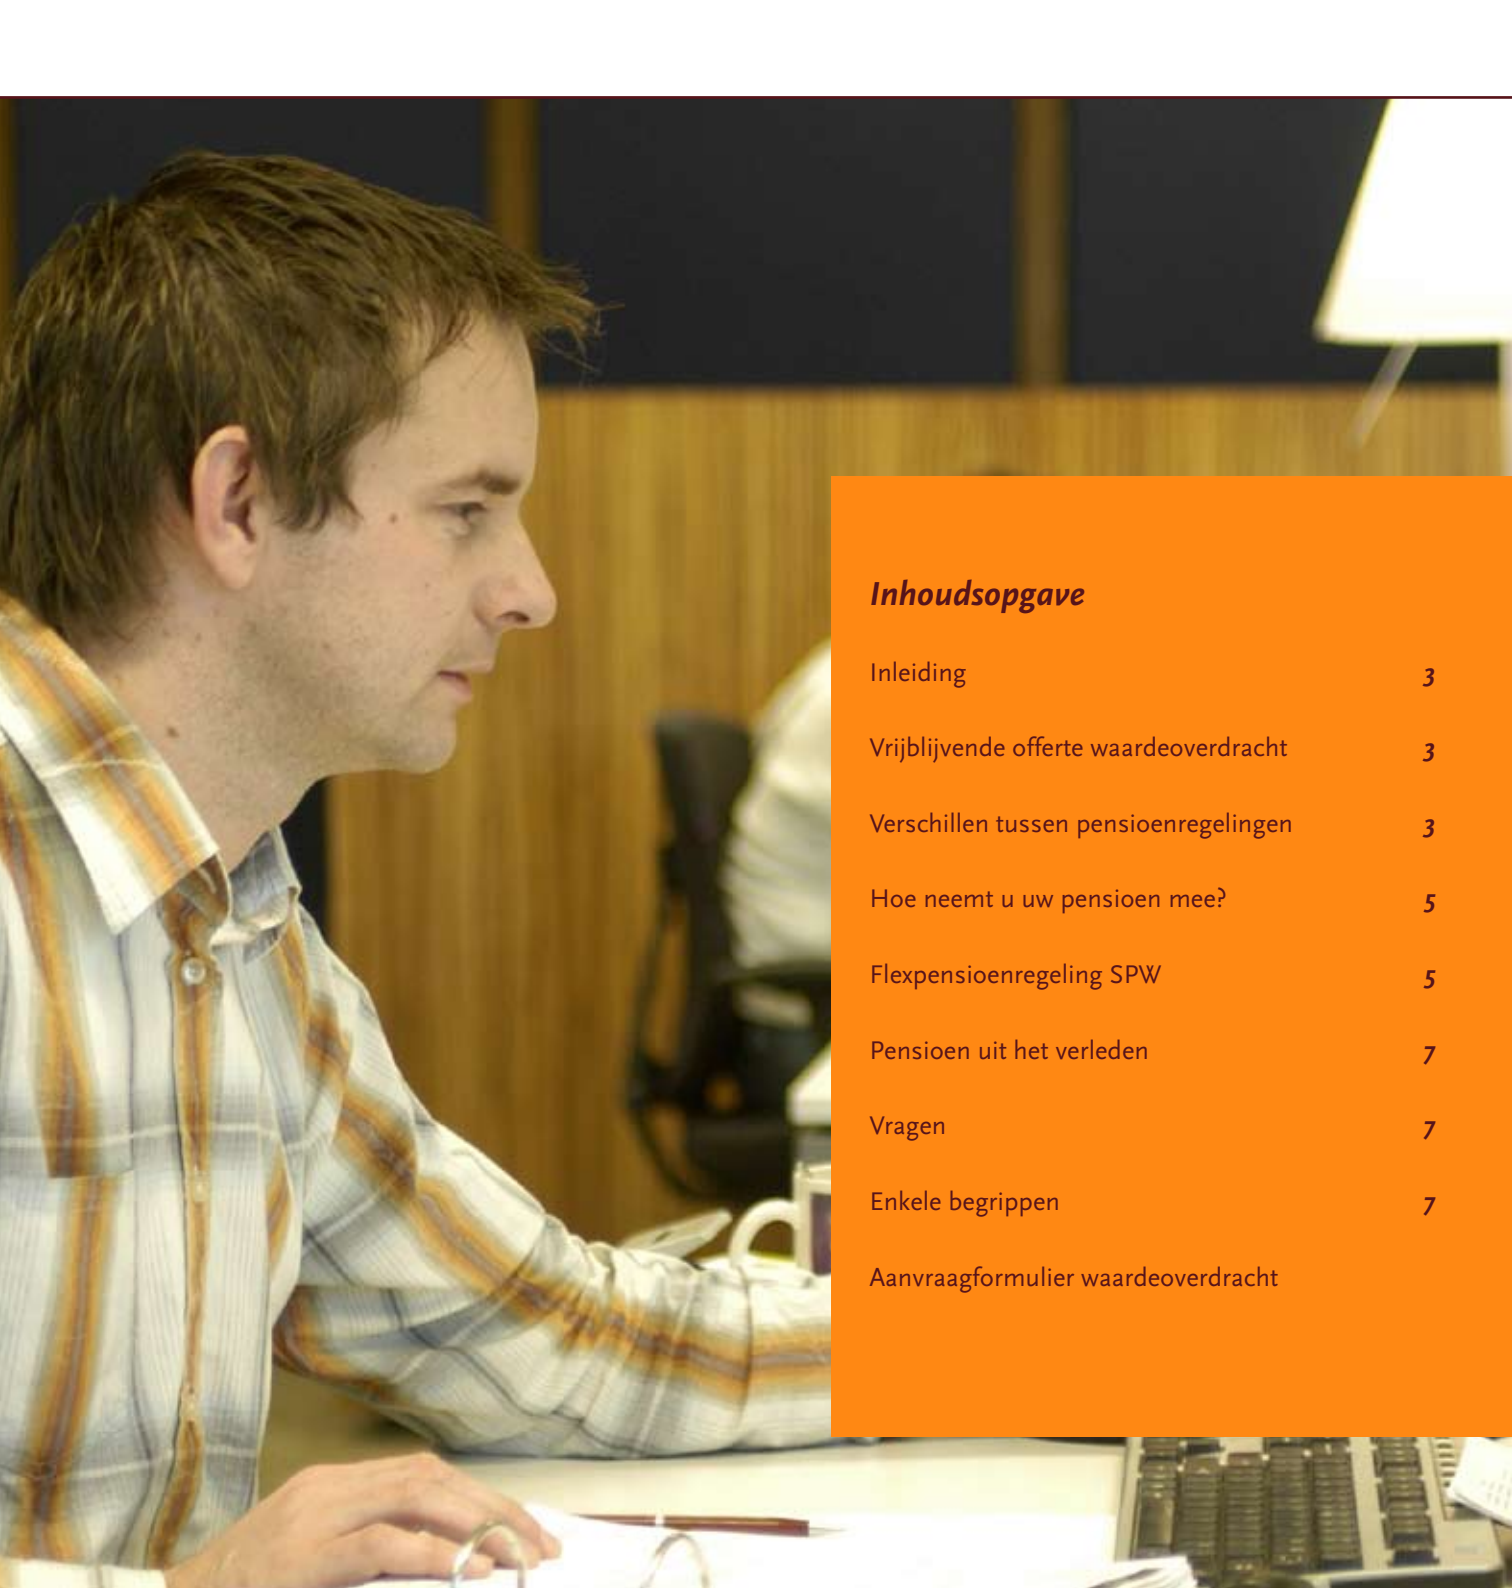 Inhoudsopgave
Inleiding 3
Vrijblijvende offerte waardeoverdracht 3
Verschillen tussen pensioenregelingen 3
Hoe neemt u uw pensioen mee? 5
Flexpensioenregeling SPW 5
Pensioen uit het verleden 7
Vragen 7
Enkele begrippen 7
Aanvraagformulier waardeoverdracht